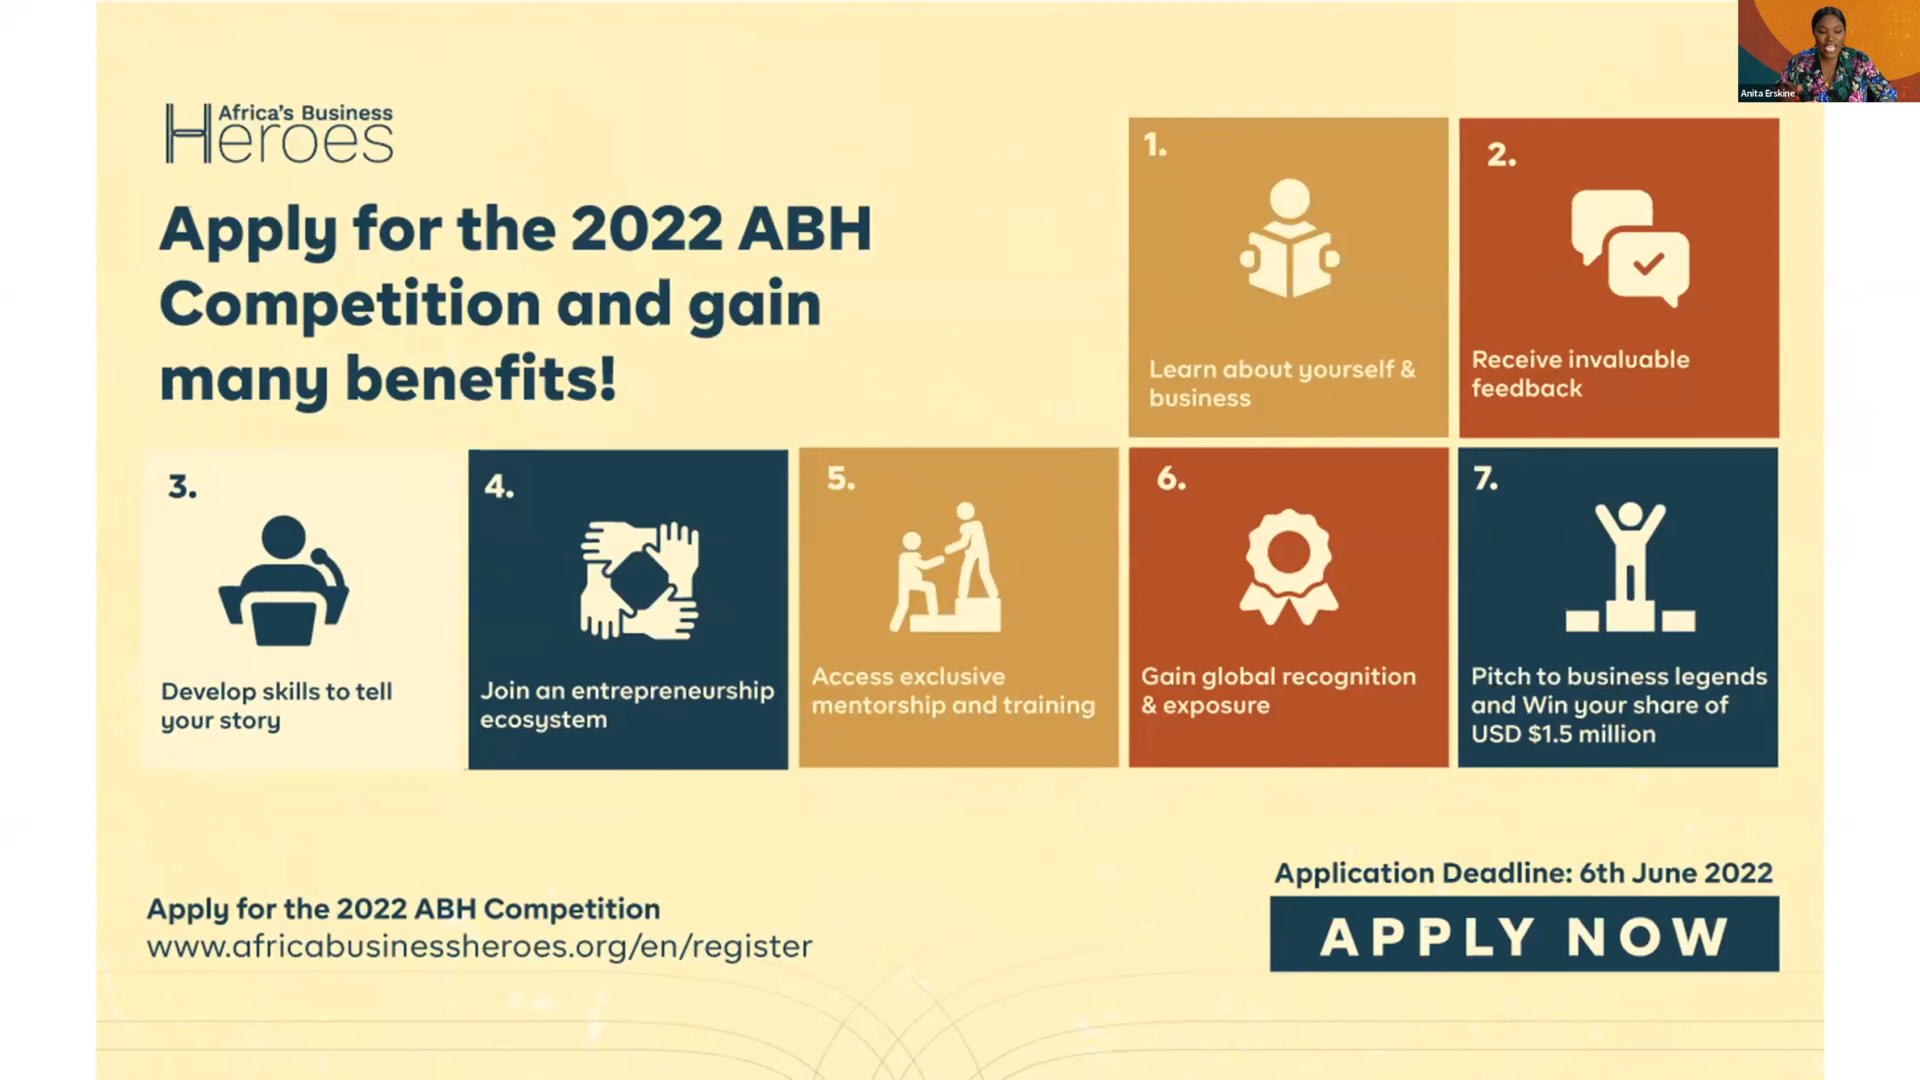 Anita Erskine
Africa's Business
Heroes
Apply for the 2022 ABH
Competition and gain
many benefits!
1.
Learn about yourself &
business
2.
Receive invaluable
feedback
3.
Develop skills to tell
your story
4.
Join an entrepreneurship
ecosystem
5.
Access exclusive
mentorship and training
6.
Gain global recognition
& exposure
7.
Pitch to business legends
and Win your share of
USD $1.5 million
Apply for the 2022 ABH Competition
www.africabusinessheroes.org/en/register
Application Deadline: 6th June 2022
APPLY NOW